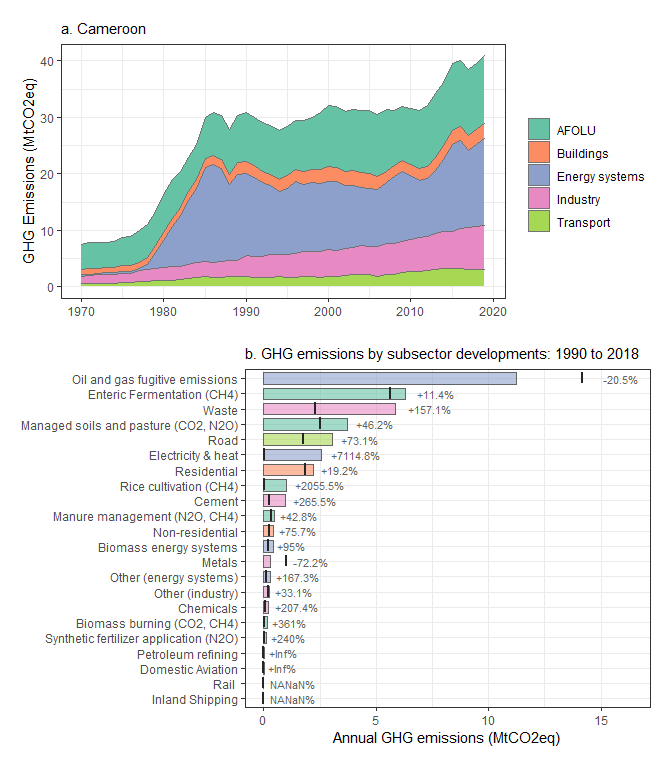 a. Cameroon
GHG Emissions (MtCO2eq)
40
30
20
10
0
1970
1980
1990
2000
2010
2020
AFOLU
Buildings
Energy systems
Industry
Transport
b. GHG emissions by subsector developments: 1990 to 2018
Oil and gas fugitive emissions -20.5%
Enteric Fermentation (CH4) +11.4%
Waste +157.1%
Managed soils and pasture (CO2, N2O) +46.2%
Road +73.1%
Electricity & heat +7114.8%
Residential +19.2%
Rice cultivation (CH4) +2055.5%
Cement +265.5%
Manure management (N2O, CH4) +42.8%
Non-residential +75.7%
Biomass energy systems +95%
Metals -72.2%
Other (energy systems) +167.3%
Other (industry) +33.1%
Chemicals +207.4%
Biomass burning (CO2, CH4) +361%
Synthetic fertilizer application (N2O) +240%
Petroleum refining +Inf%
Domestic Aviation +Inf%
Rail NANaN%
Inland Shipping NANaN%
0
5
10
15
Annual GHG emissions (MtCO2eq)